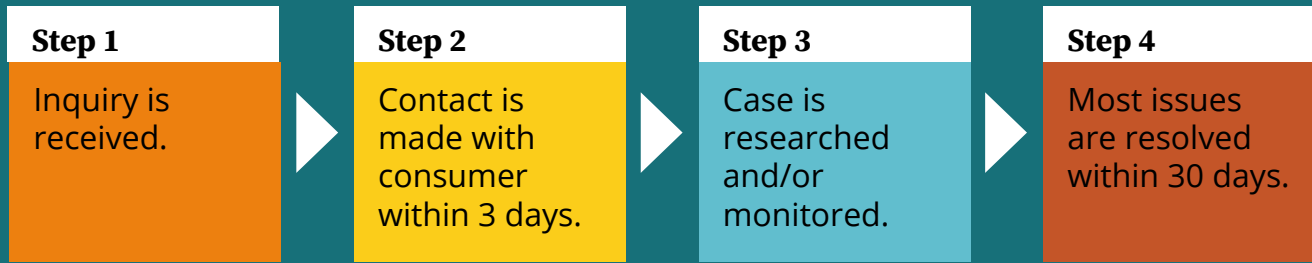 Step 1
Inquiry is
received.
Step 2
Contact is
made with
consumer
within 3 days.
Step 3
Case is
researched
and/or
monitored.
Step 4
Most issues
are resolved
within 30 days.